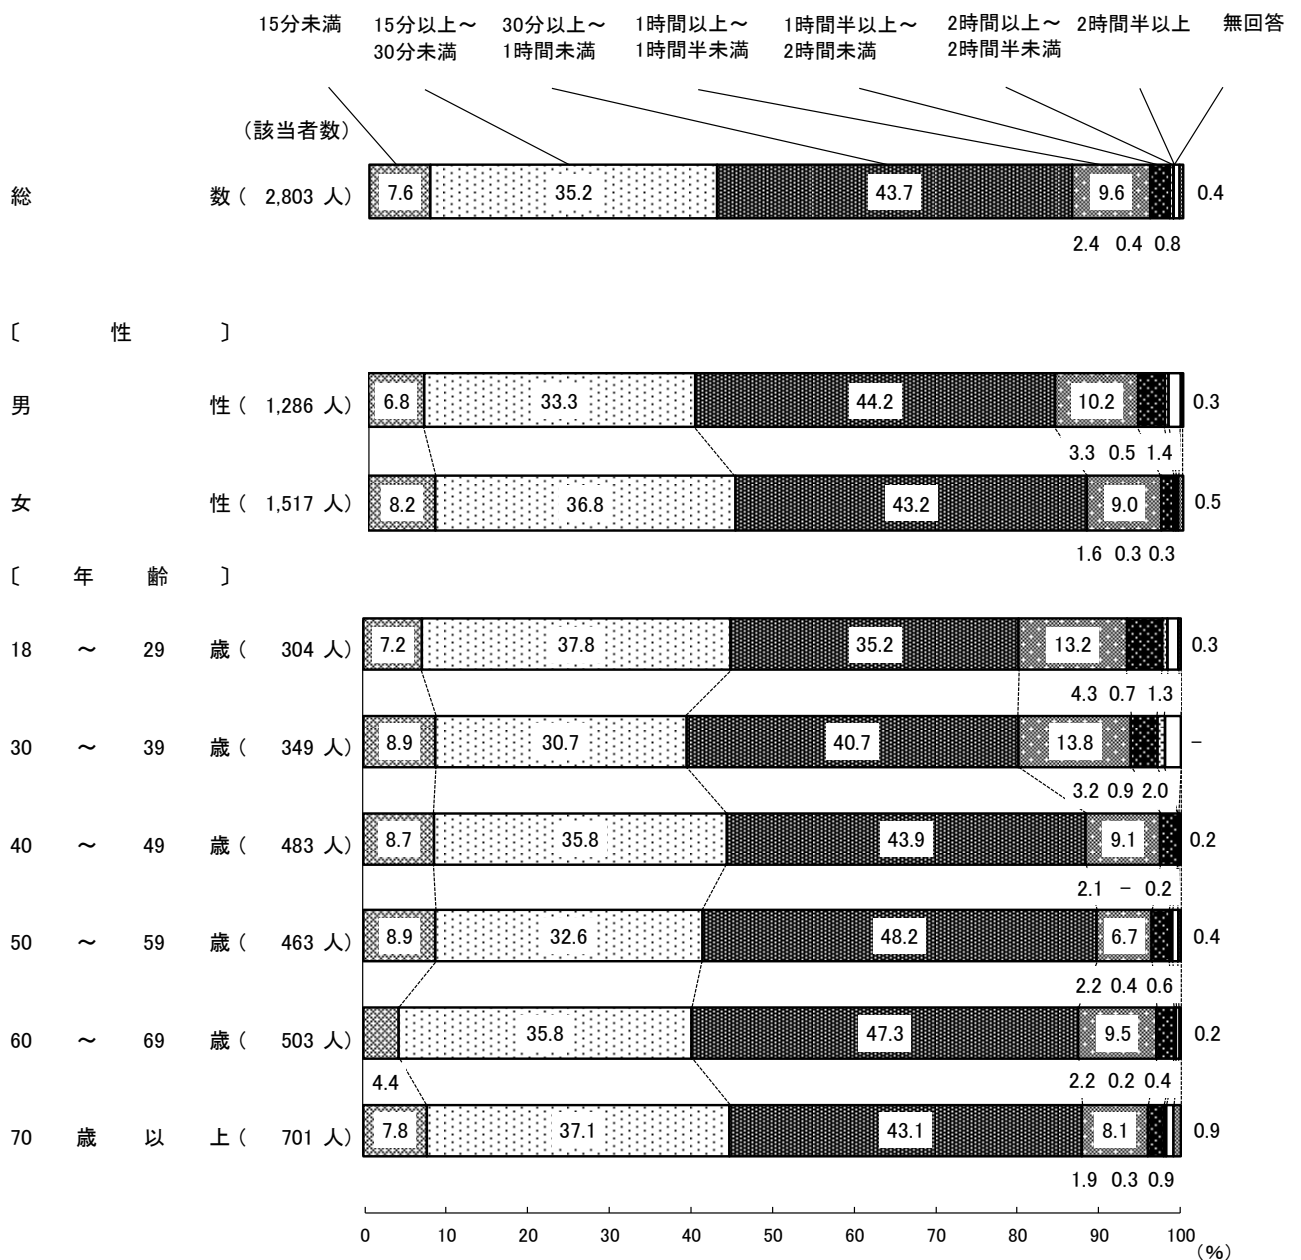 15分未満 15分以上～ 30分以上～ 1時間以上～ 1時間半以上～ 2時間以上～ 2時間半以上 無回答
30分未満 1時間未満 1時間半未満 2時間未満 2時間半未満
（該当者数）
総 数（ 2,803 人） 7.6 35.2 43.7 9.6 0.4
2.4 0.4 0.8
〔 性 〕
男 性（ 1,286 人） 6.8 33.3 44.2 10.2 0.3
3.3 0.5 1.4
女 性（ 1,517 人） 8.2 36.8 43.2 9.0 0.5
1.6 0.3 0.3
〔 年 齢 〕
18 ～ 29 歳（ 304 人） 7.2 37.8 35.2 13.2 0.3
4.3 0.7 1.3
30 ～ 39 歳（ 349 人） 8.9 30.7 40.7 13.8 －
3.2 0.9 2.0
40 ～ 49 歳（ 483 人） 8.7 35.8 43.9 9.1 0.2
2.1 － 0.2
50 ～ 59 歳（ 463 人） 8.9 32.6 48.2 6.7 0.4
2.2 0.4 0.6
60 ～ 69 歳（ 503 人） 35.8 47.3 9.5 0.2
4.4 2.2 0.2 0.4
70 歳 以 上（ 701 人） 7.8 37.1 43.1 8.1 0.9
1.9 0.3 0.9
0 10 20 30 40 50 60 70 80 90 100
（%）